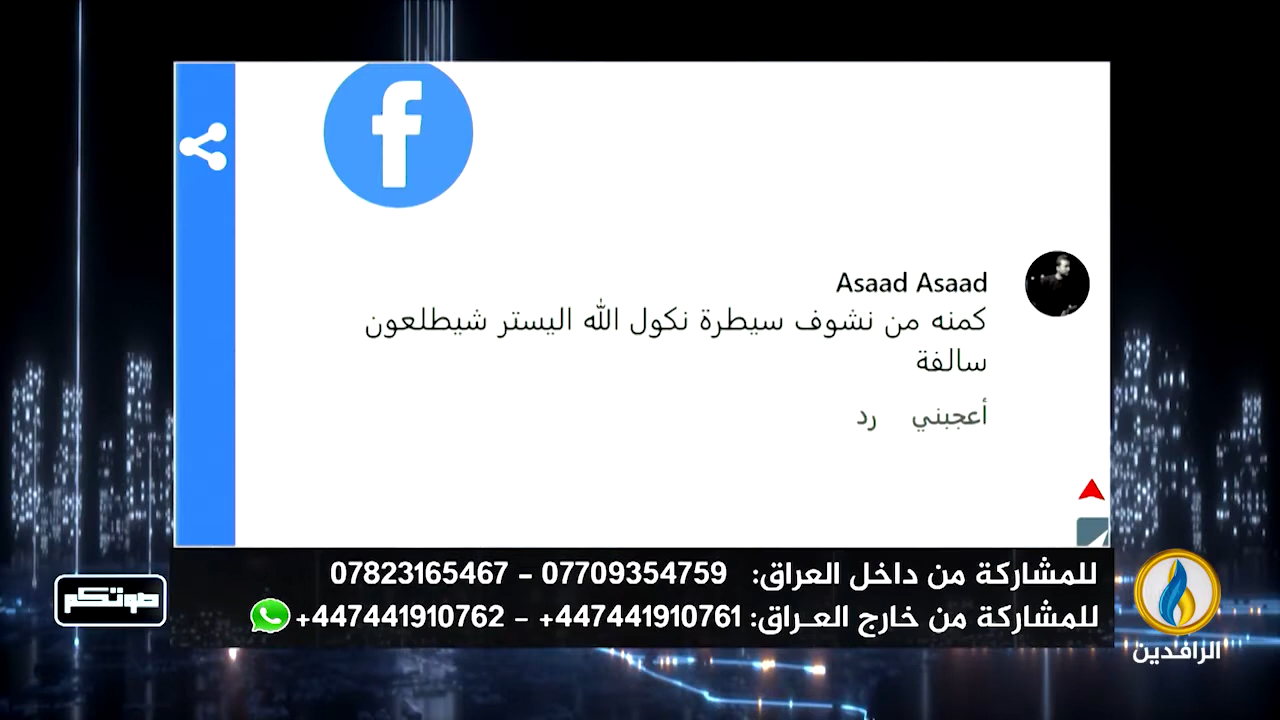 Asaad Asaad
كمنه من نشوف سيطرة نكول الله اليستر شيطلعون
سالفة
أعجبني رد
للمشاركة من داخل العراق: 07709354759 - 07823165467
للمشاركة من خارج العـراق: 447441910761+ - 447441910762+
صوتكم
الرافدين